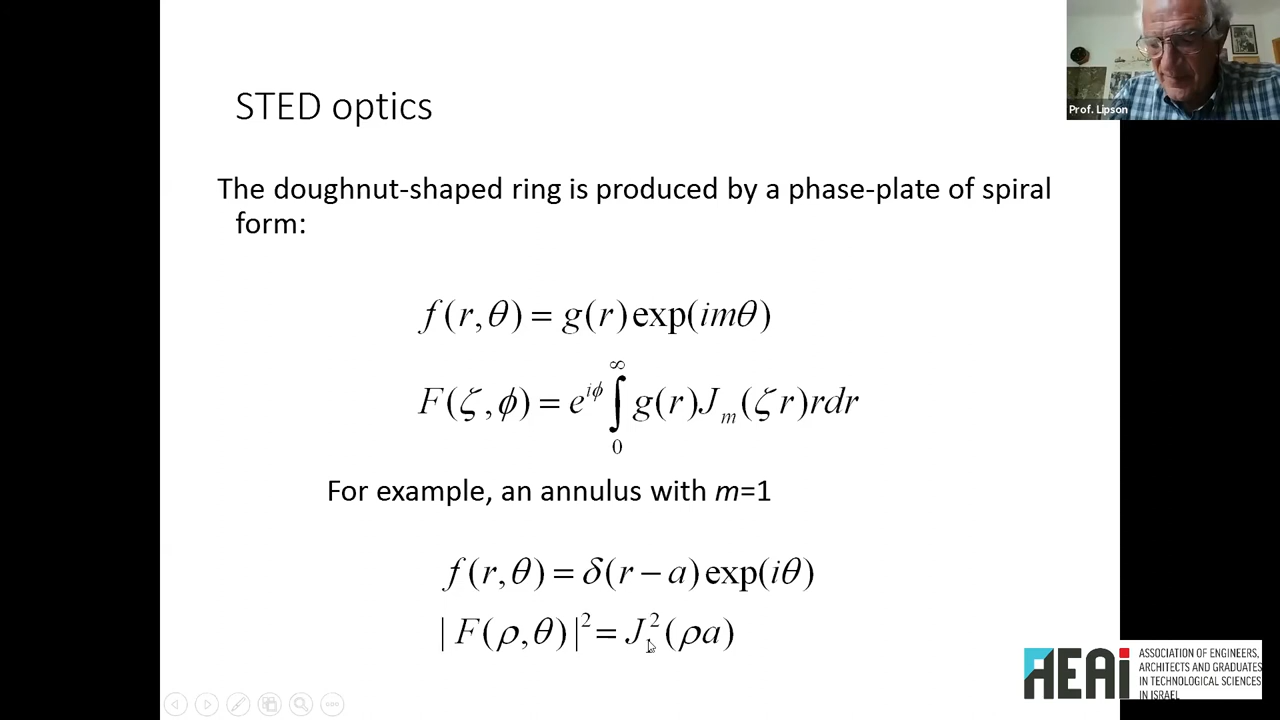 STED optics
Prof. Lipson
The doughnut-shaped ring is produced by a phase-plate of spiral
form:
f(r,θ) = g(r)exp(imθ)
F(ζ,ϕ) = e^{iϕ} ∫_0^∞ g(r)J_m(ζr)rdr
For example, an annulus with m=1
f(r,θ) = δ(r−a)exp(iθ)
|F(ρ,θ)|² = J²(ρa)
AEAi
ASSOCIATION OF ENGINEERS,
ARCHITECTS AND GRADUATES
IN TECHNOLOGICAL SCIENCES
IN ISRAEL